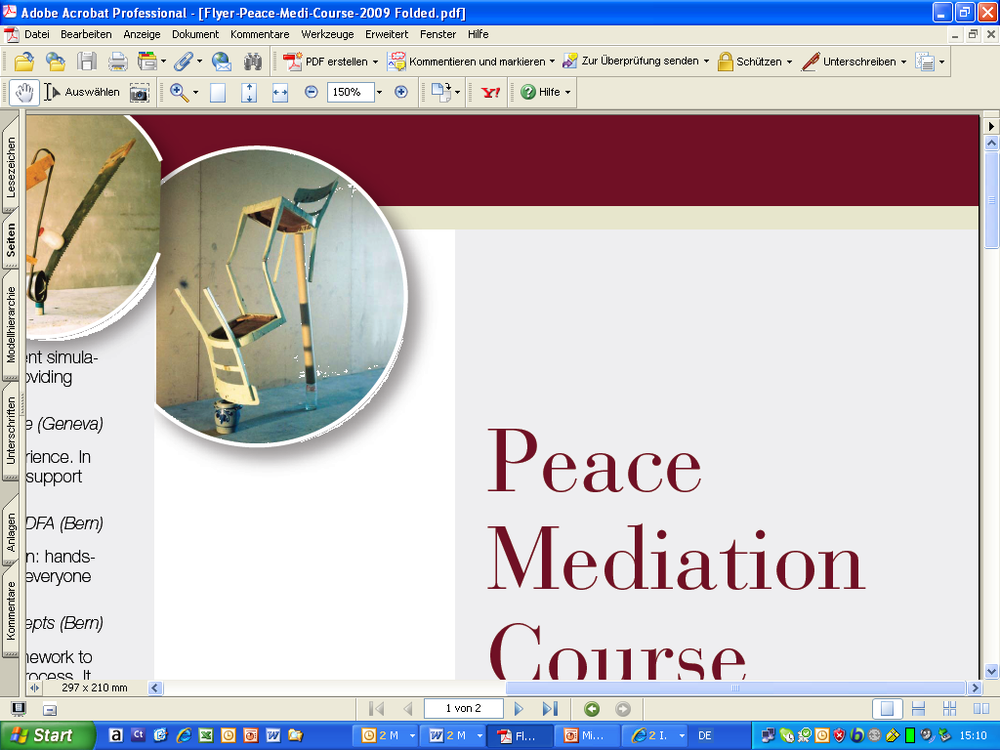 Adobe Acrobat Professional - [Flyer-Peace-Medi-Course-2009 Folded.pdf]
Datei Bearbeiten Anzeige Dokument Kommentare Werkzeuge Erweitert Fenster Hilfe
PDF erstellen Kommentieren und markieren Zur Überprüfung senden Schützen Unterschreiben
Auswählen 150% Y! Hilfe
Lesezeichen
Seiten
Modellhierarchie
Unterschriften
Anlagen
Kommentare
ent simula-
oviding
e (Geneva)
rience. In
support
DFA (Bern)
n: hands-
everyone
epts (Bern)
nework to
rocess. It
Peace
Mediation
Course
297 x 210 mm
1 von 2
Start a Ct 2 M 2 M Fl... Mi... 2 I. DE 15:10